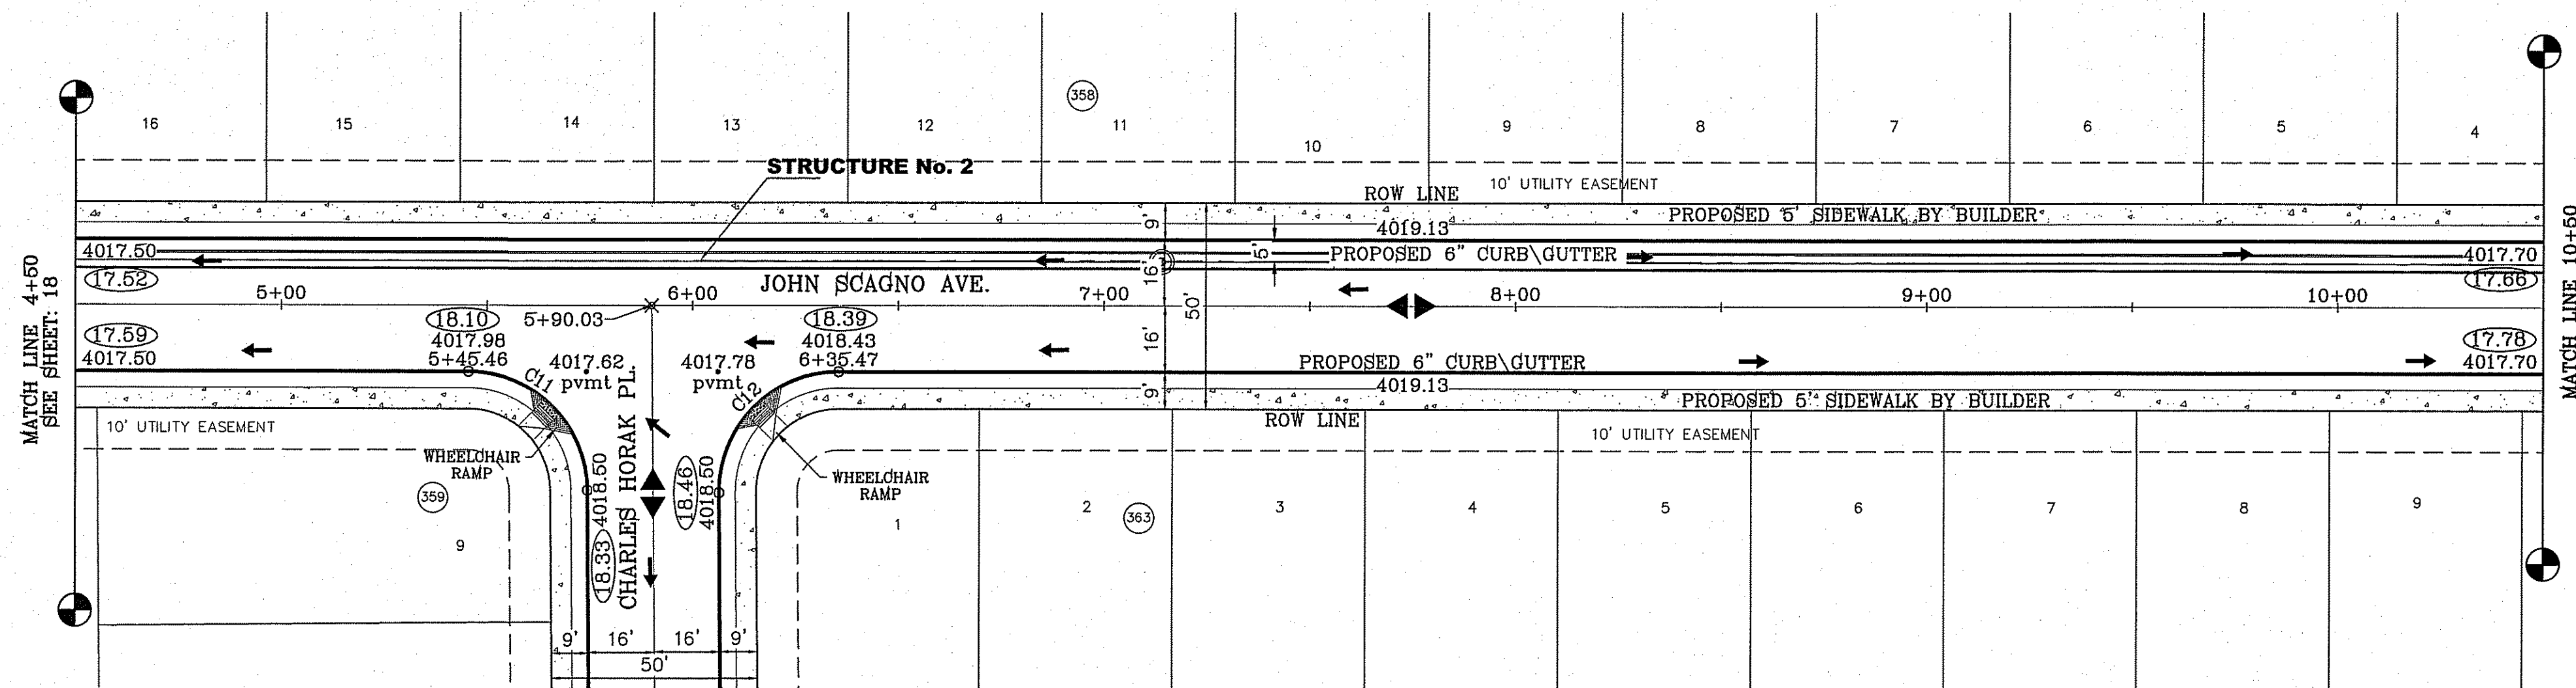 358
16
15
14
13
12
11
10
9
8
7
6
5
4
STRUCTURE No. 2
ROW LINE
10' UTILITY EASEMENT
PROPOSED 5' SIDEWALK BY BUILDER
9'
4019.13
4017.50
5'
PROPOSED 6" CURB\GUTTER
4017.70
17.52
16'
JOHN SCAGNO AVE.
17.66
MATCH LINE 4+50
SEE SHEET: 18
MATCH LINE 10+50
5+00
6+00
7+00
50'
8+00
9+00
10+00
17.59
4017.50
18.10
4017.98
5+45.46
5+90.03
4017.62
pvmt
4017.78
pvmt
18.39
4018.43
6+35.47
16'
PROPOSED 6" CURB\GUTTER
17.78
4017.70
C11
C12
9'
4019.13
PROPOSED 5' SIDEWALK BY BUILDER
ROW LINE
10' UTILITY EASEMENT
10' UTILITY EASEMENT
WHEELCHAIR
RAMP
WHEELCHAIR
RAMP
4018.50
18.33
CHARLES HORAK PL.
18.46
4018.50
359
9
1
2
363
3
4
5
6
7
8
9
9'
16'
16'
9'
50'